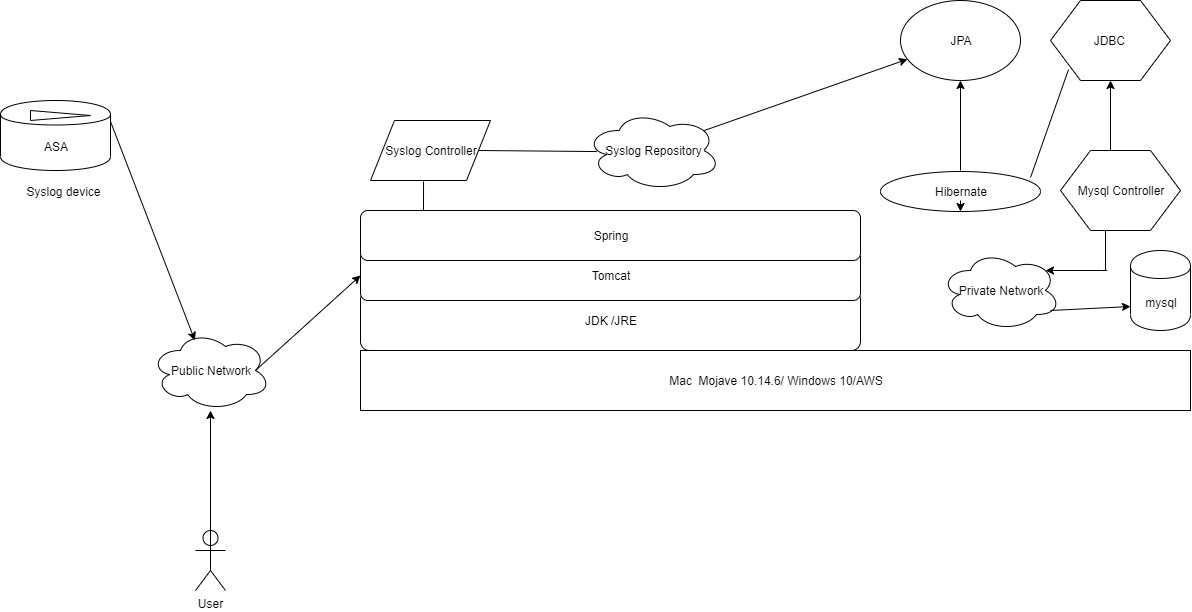 JPA
JDBC
ASA
Syslog Controller
Syslog Repository
Syslog device
Hibernate
Mysql Controller
Spring
Tomcat
Private Network
mysql
JDK /JRE
Public Network
Mac  Mojave 10.14.6/ Windows 10/AWS
User